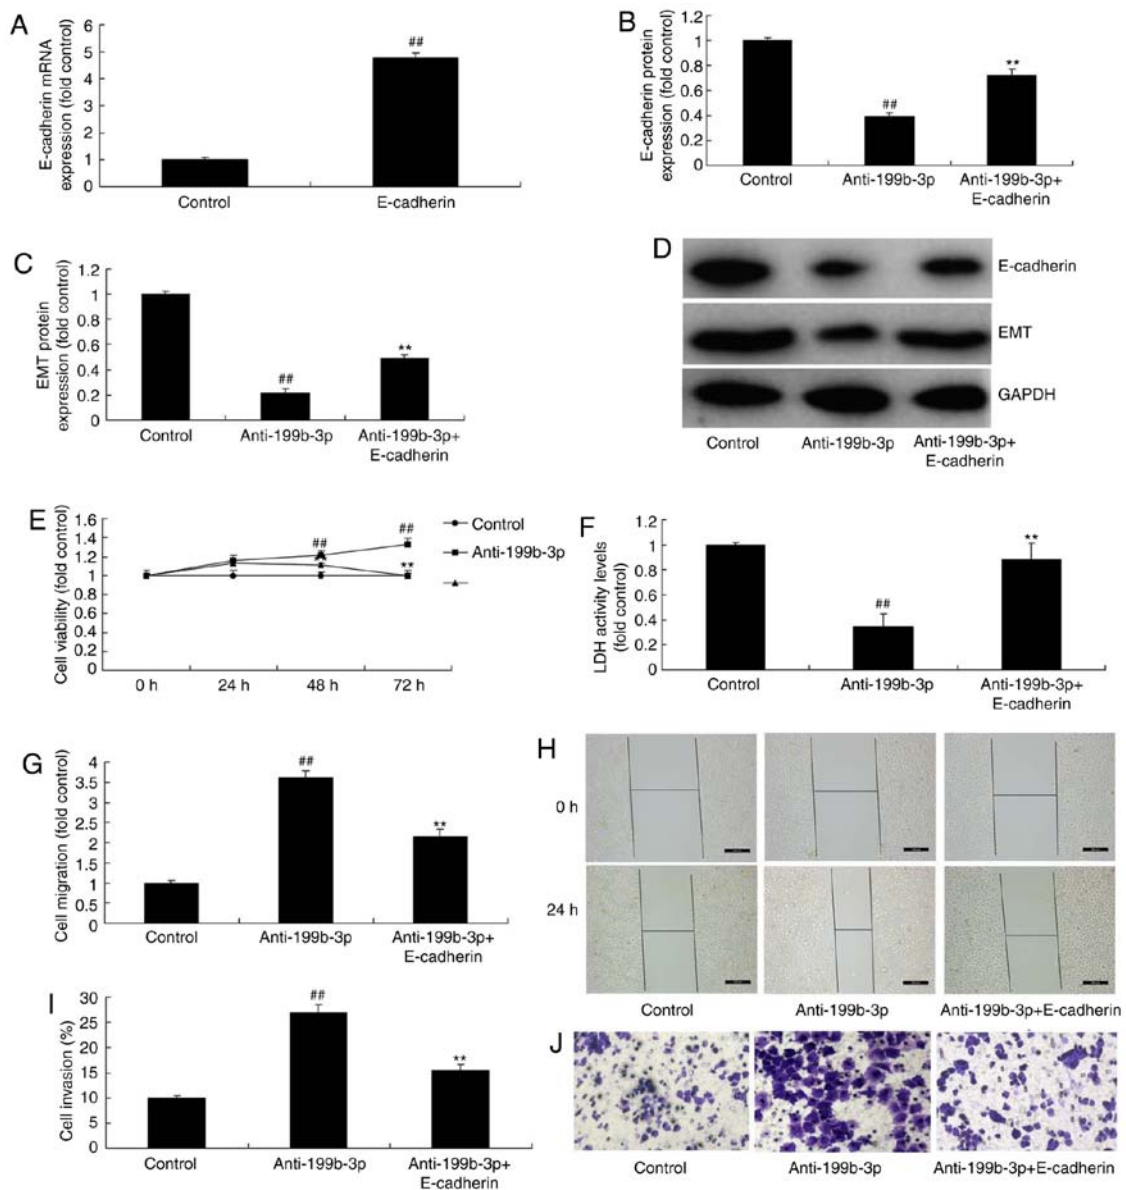 A
E-cadherin mRNA
expression (fold control)
6
5
4
3
2
1
0
##
Control
E-cadherin
B
E-cadherin protein
expression (fold control)
1.2
1
0.8
0.6
0.4
0.2
0
##
**
Control
Anti-199b-3p
Anti-199b-3p+
E-cadherin
C
EMT protein
expression (fold control)
1.2
1
0.8
0.6
0.4
0.2
0
##
**
Control
Anti-199b-3p
Anti-199b-3p+
E-cadherin
D
E-cadherin
EMT
GAPDH
Control
Anti-199b-3p
Anti-199b-3p+
E-cadherin
E
Cell viability (fold control)
1.6
1.4
1.2
1
0.8
0.6
0.4
0.2
0
##
##
**
0 h
24 h
48 h
72 h
Control
Anti-199b-3p
F
LDH activity levels
(fold control)
1.2
1
0.8
0.6
0.4
0.2
0
##
**
Control
Anti-199b-3p
Anti-199b-3p+
E-cadherin
G
Cell migration (fold control)
4
3.5
3
2.5
2
1.5
1
0.5
0
##
**
Control
Anti-199b-3p
Anti-199b-3p+
E-cadherin
H
0 h
24 h
Control
Anti-199b-3p
Anti-199b-3p+E-cadherin
I
Cell invasion (%)
30
25
20
15
10
5
0
##
**
Control
Anti-199b-3p
Anti-199b-3p+
E-cadherin
J
Control
Anti-199b-3p
Anti-199b-3p+E-cadherin